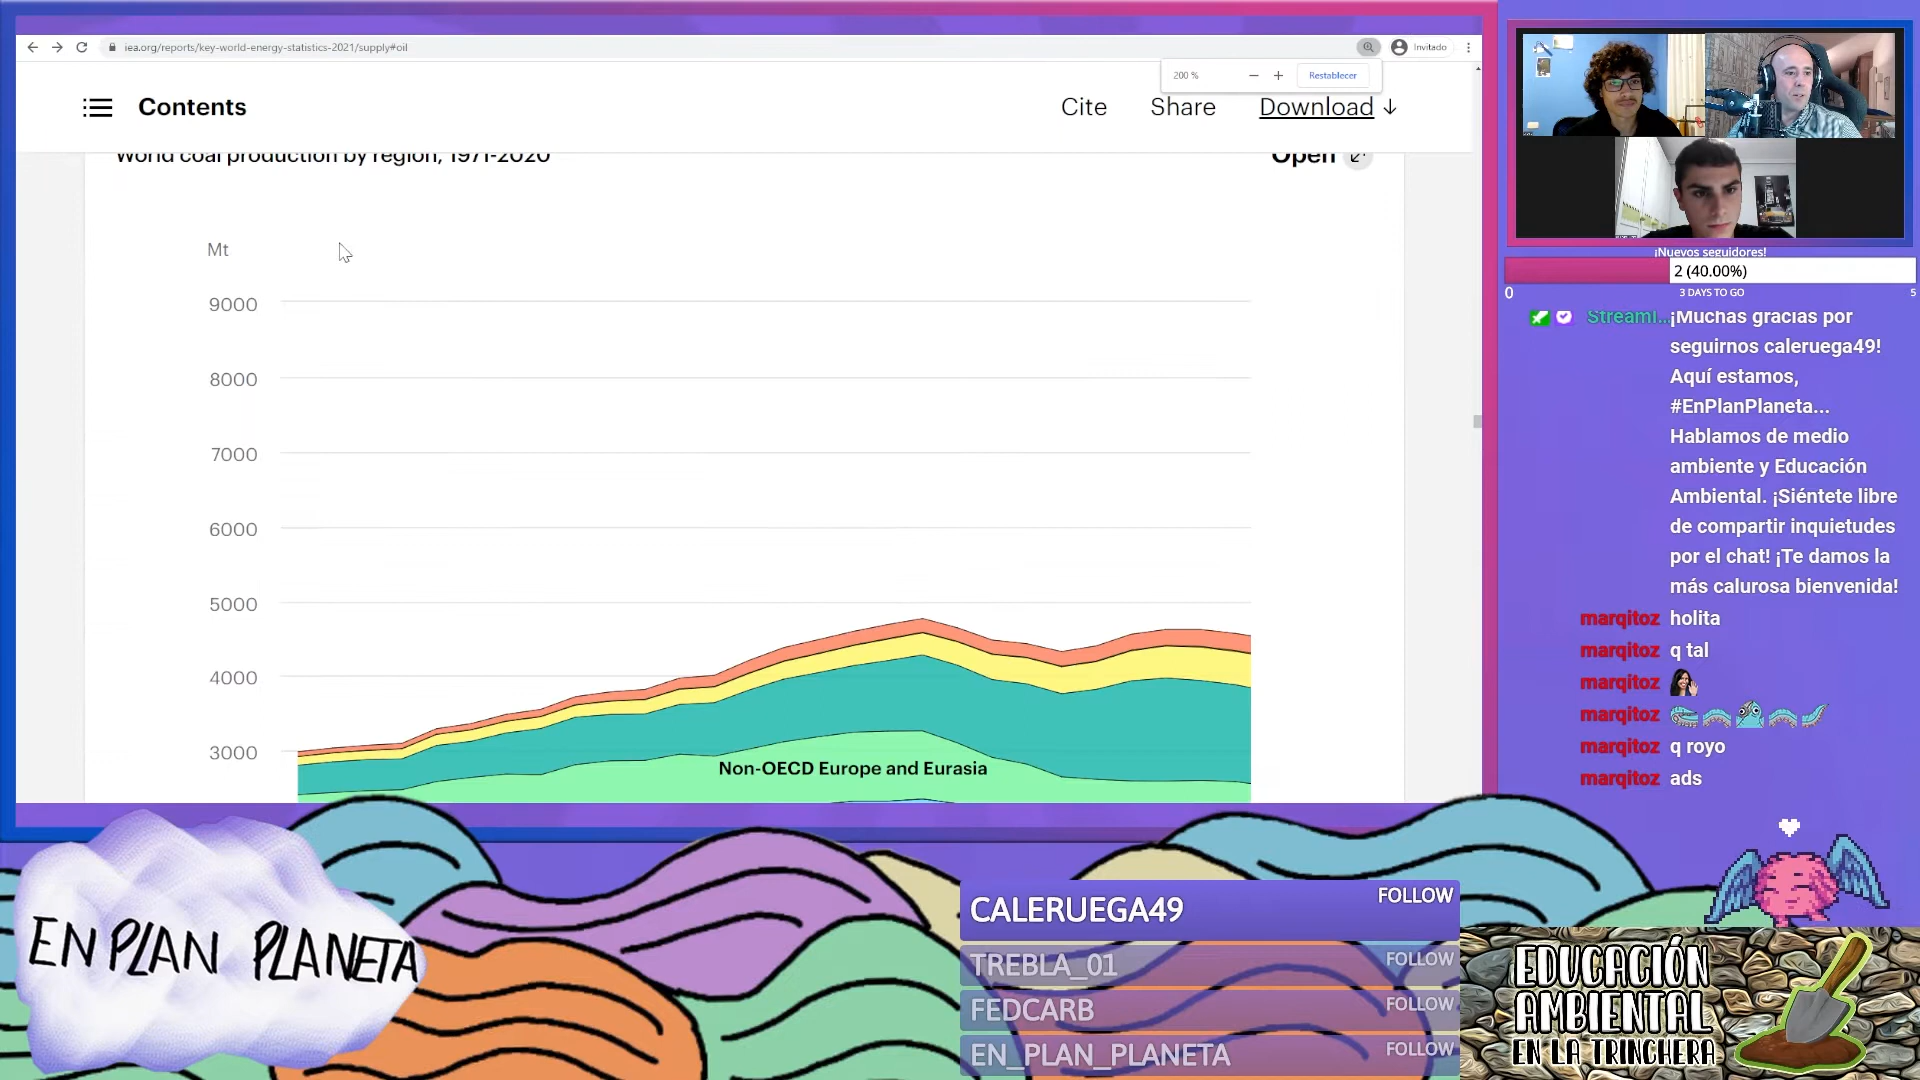 iea.org/reports/key-world-energy-statistics-2021/supply#oil
Invitado
200 %
Restablecer
Contents
Cite
Share
Download ↓
World coal production by region, 1971-2020
Open
Mt
9000
8000
7000
6000
5000
4000
3000
Non-OECD Europe and Eurasia
¡Nuevos seguidores!
2 (40.00%)
0
3 DAYS TO GO
5
Streaml... ¡Muchas gracias por
seguirnos caleruega49!
Aquí estamos,
#EnPlanPlaneta...
Hablamos de medio
ambiente y Educación
Ambiental. ¡Siéntete libre
de compartir inquietudes
por el chat! ¡Te damos la
más calurosa bienvenida!
marqitoz holita
marqitoz q tal
marqitoz
marqitoz
marqitoz q royo
marqitoz ads
EN PLAN PLANETA
CALERUEGA49 FOLLOW
TREBLA_01 FOLLOW
FEDCARB FOLLOW
EN_PLAN_PLANETA FOLLOW
EDUCACIÓN
AMBIENTAL
EN LA TRINCHERA